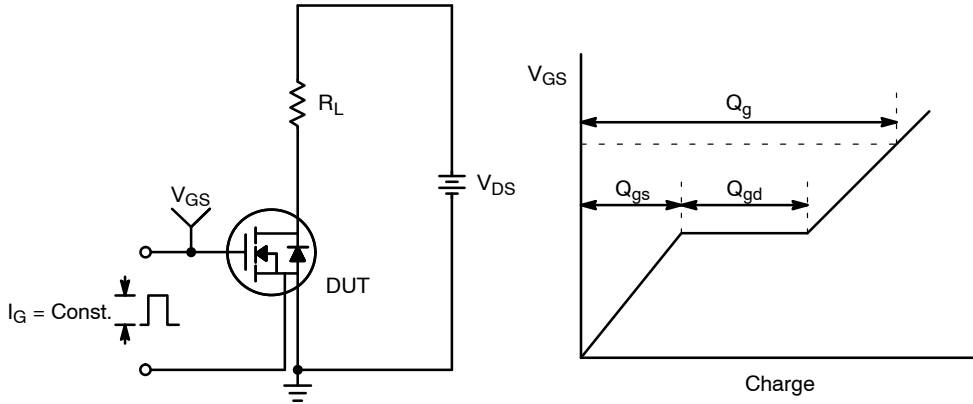 R_L
V_GS
V_DS
DUT
I_G = Const.
V_GS
Q_g
Q_gs
Q_gd
Charge